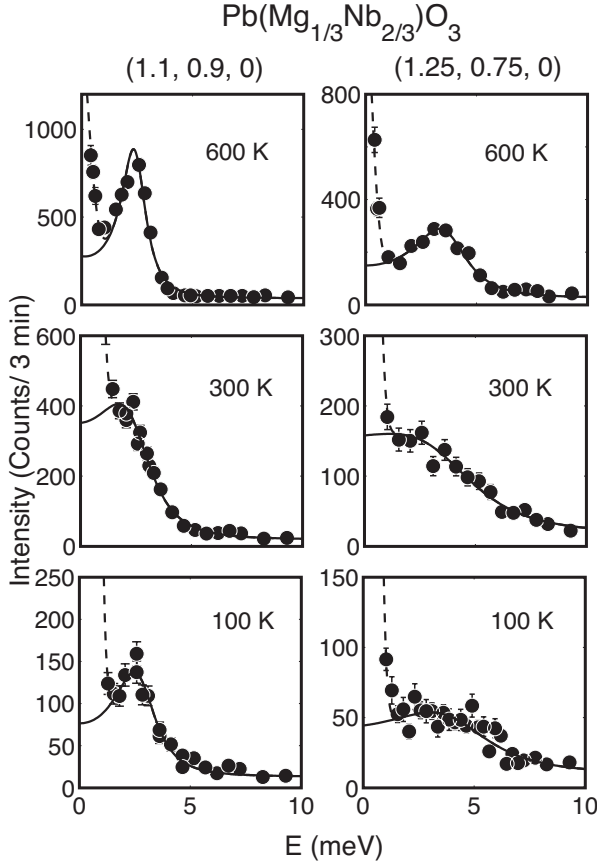 Pb(Mg1/3Nb2/3)O3
(1.1, 0.9, 0)
(1.25, 0.75, 0)
Intensity (Counts/ 3 min)
600 K
1000
500
0
600 K
800
400
0
300 K
600
400
200
0
300 K
300
200
100
0
100 K
250
200
150
100
50
0
0 5 10
100 K
150
100
50
0
0 5 10
E (meV)